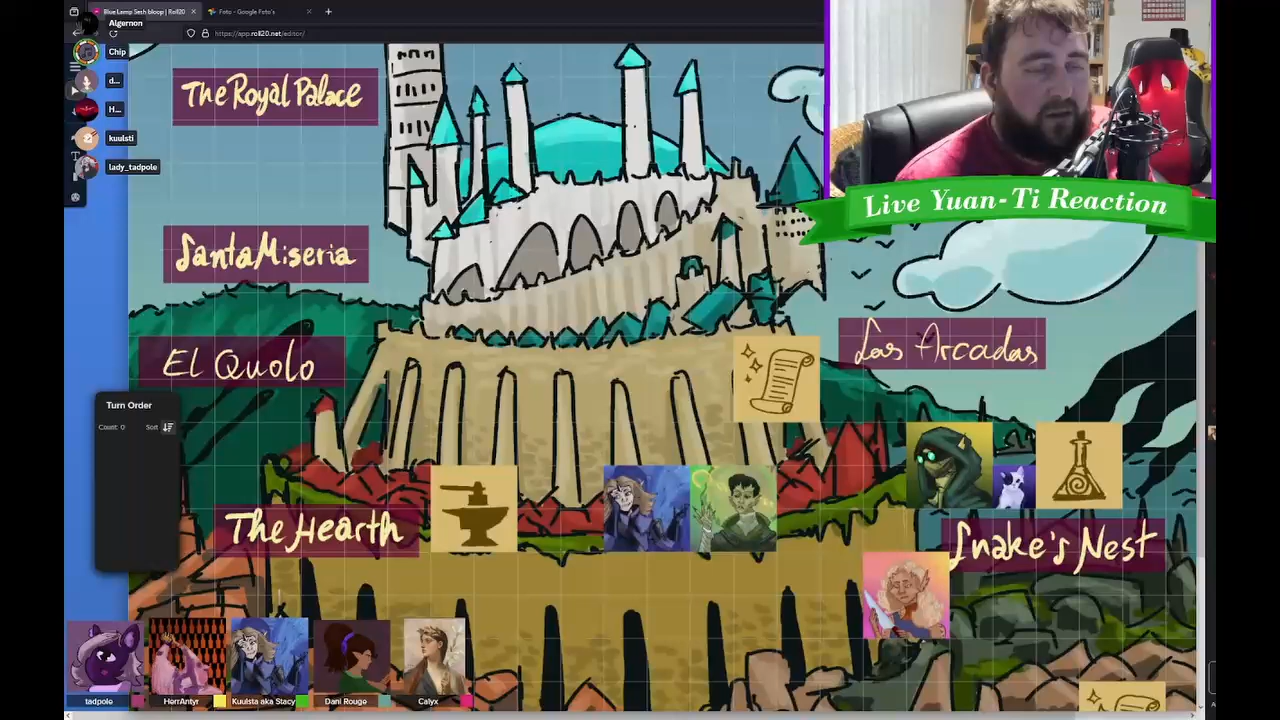 Blue Lamp Sesh bloop | Roll20
Foto - Google Foto's
https://app.roll20.net/editor/
Algernon
Chip
d...
H...
kuulsti
lady_tadpole
The Royal Palace
Live Yuan-Ti Reaction
Santa Miseria
El Quolo
Las Arcadas
Turn Order
Count: 0
Sort
The Hearth
Snake's Nest
tadpole
HerrAntyr
Kuulsta aka Stacy
Dani Rouge
Calyx